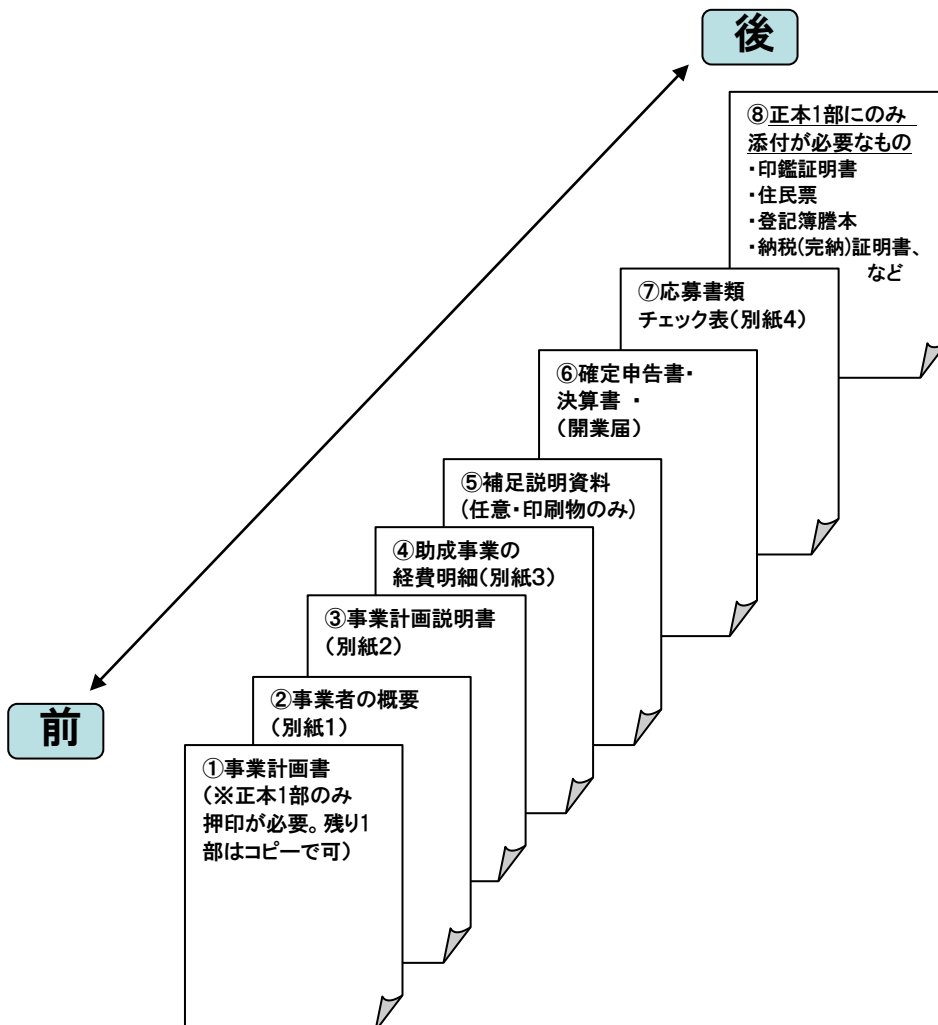 後
⑧正本1部にのみ
添付が必要なもの
・印鑑証明書
・住民票
・登記簿謄本
・納税(完納)証明書、
など
⑦応募書類
チェック表(別紙4)
⑥確定申告書・
決算書 ・
(開業届)
⑤補足説明資料
(任意・印刷物のみ)
④助成事業の
経費明細(別紙3)
③事業計画説明書
(別紙2)
②事業者の概要
(別紙1)
前
①事業計画書
(※正本1部のみ
押印が必要。残り1
部はコピーで可)